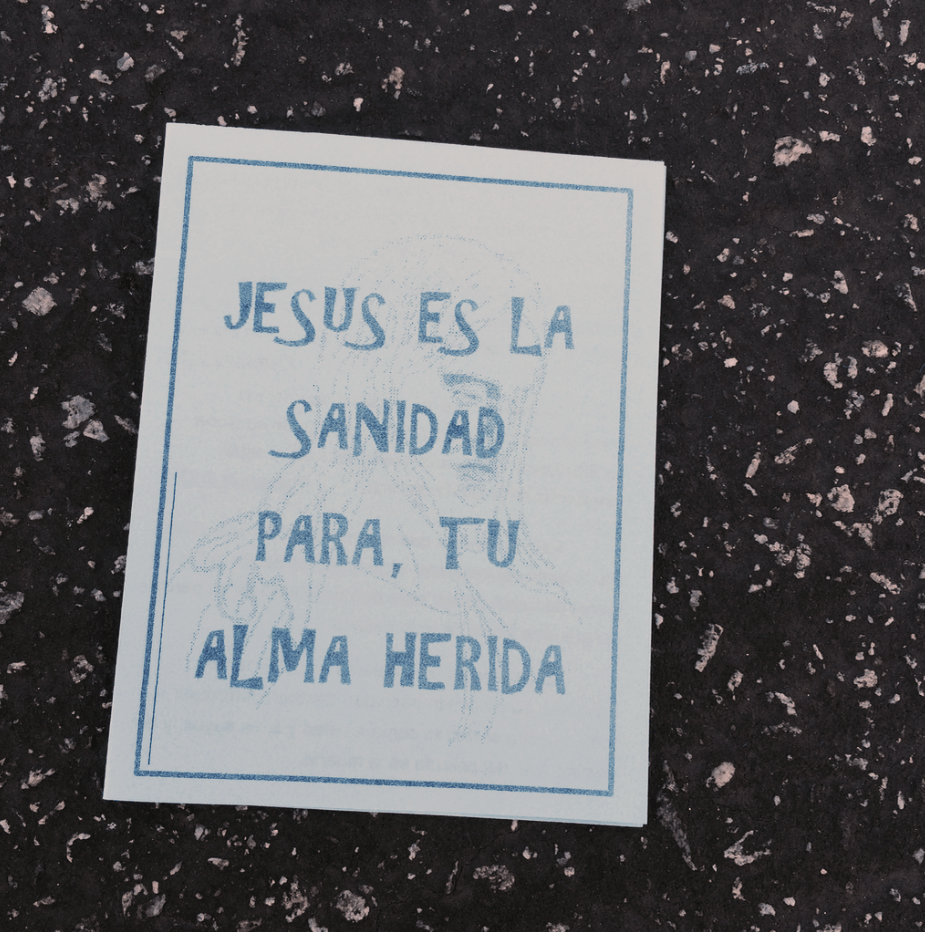 JESUS ES LA
SANIDAD
PARA, TU
ALMA HERIDA